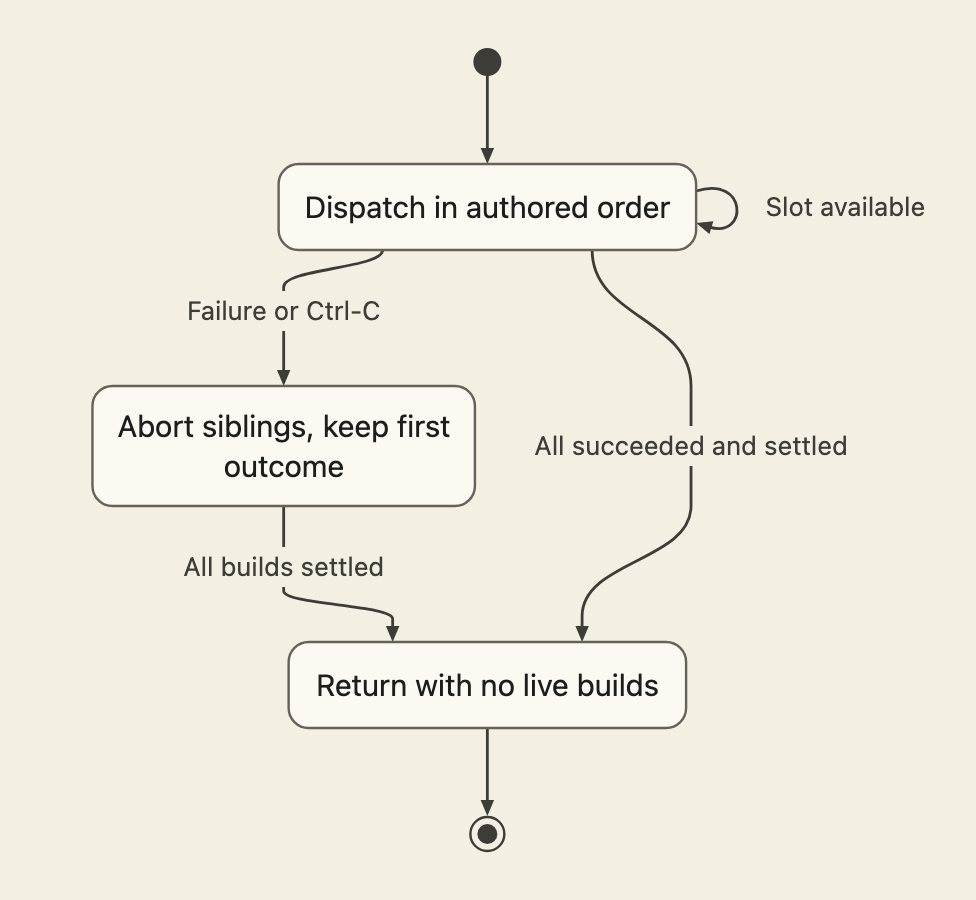 Dispatch in authored order
Slot available
Failure or Ctrl-C
Abort siblings, keep first
outcome
All succeeded and settled
All builds settled
Return with no live builds